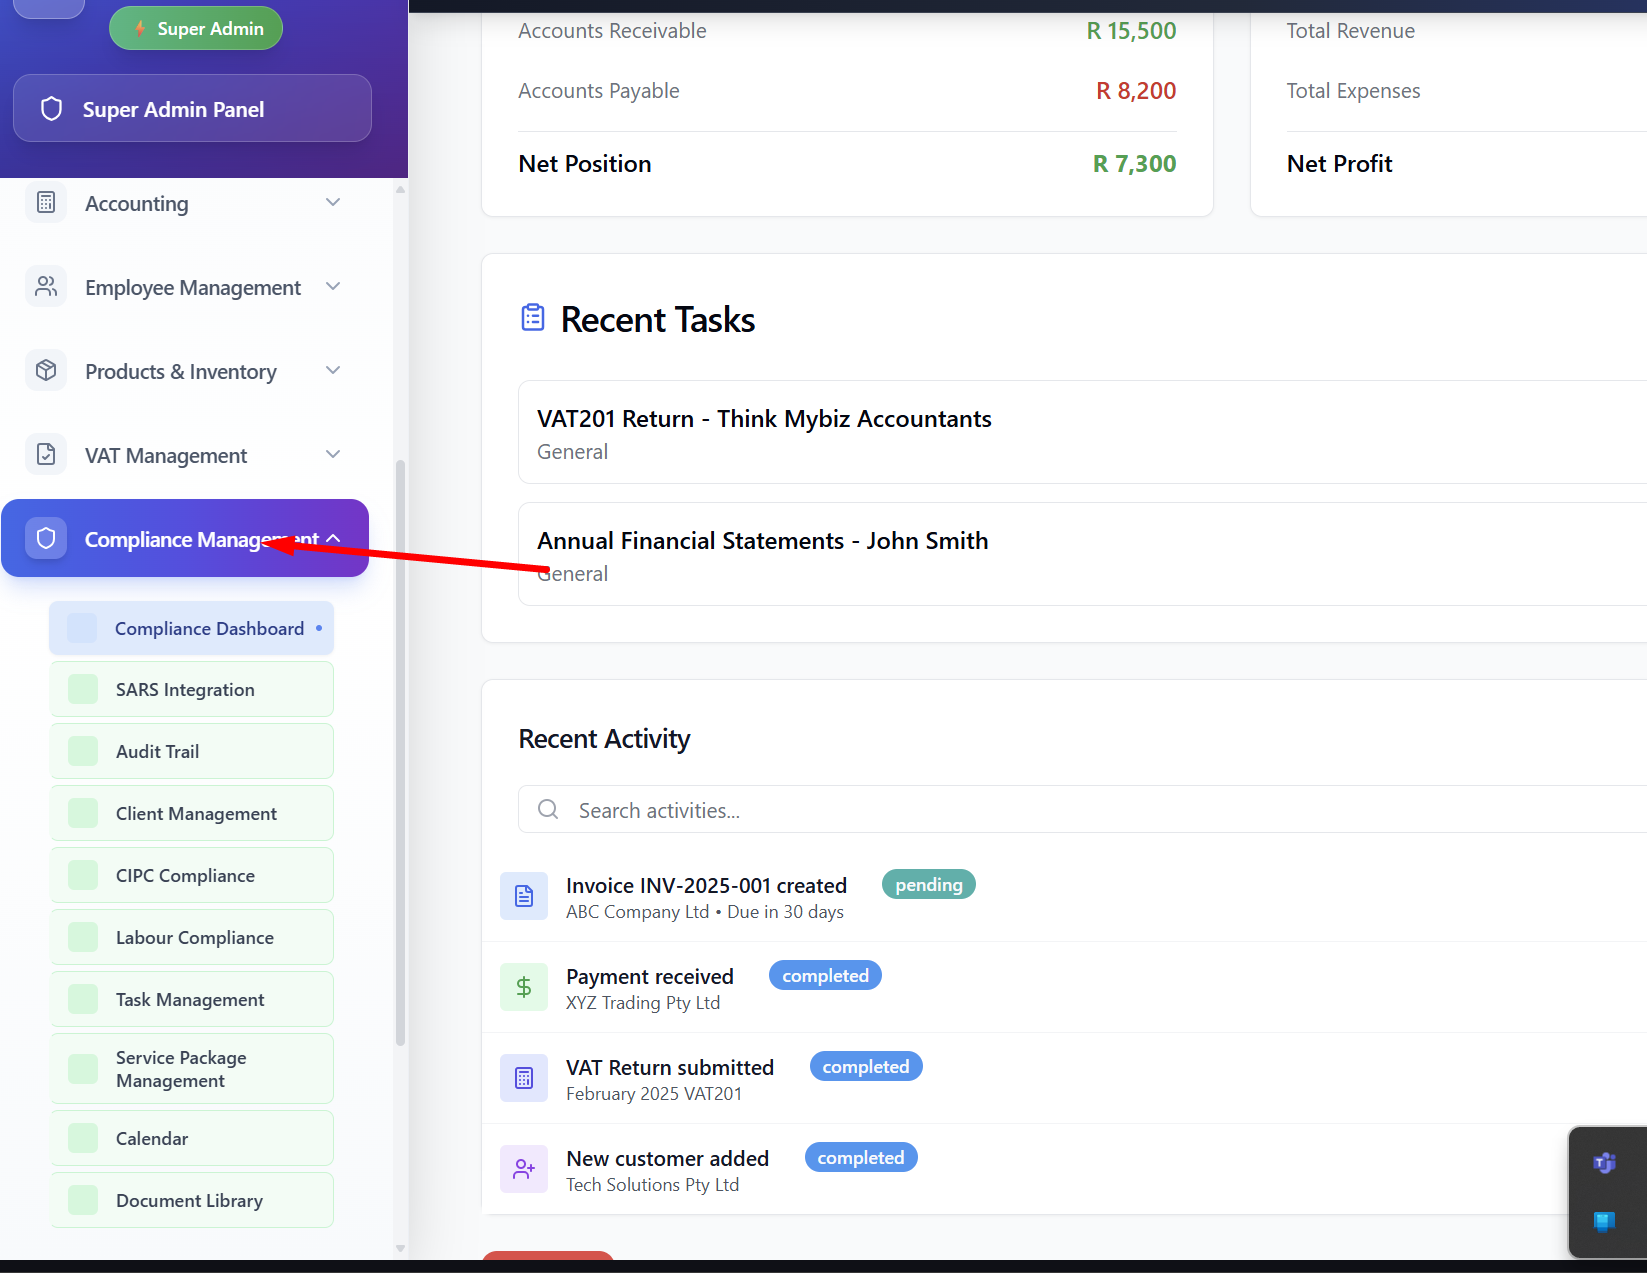 Super Admin
Super Admin Panel
Accounting
Employee Management
Products & Inventory
VAT Management
Compliance Management
Compliance Dashboard
SARS Integration
Audit Trail
Client Management
CIPC Compliance
Labour Compliance
Task Management
Service Package
Management
Calendar
Document Library
Accounts Receivable R 15,500
Accounts Payable R 8,200
Net Position R 7,300
Total Revenue
Total Expenses
Net Profit
Recent Tasks
VAT201 Return - Think Mybiz Accountants
General
Annual Financial Statements - John Smith
General
Recent Activity
Search activities...
Invoice INV-2025-001 created pending
ABC Company Ltd • Due in 30 days
Payment received completed
XYZ Trading Pty Ltd
VAT Return submitted completed
February 2025 VAT201
New customer added completed
Tech Solutions Pty Ltd